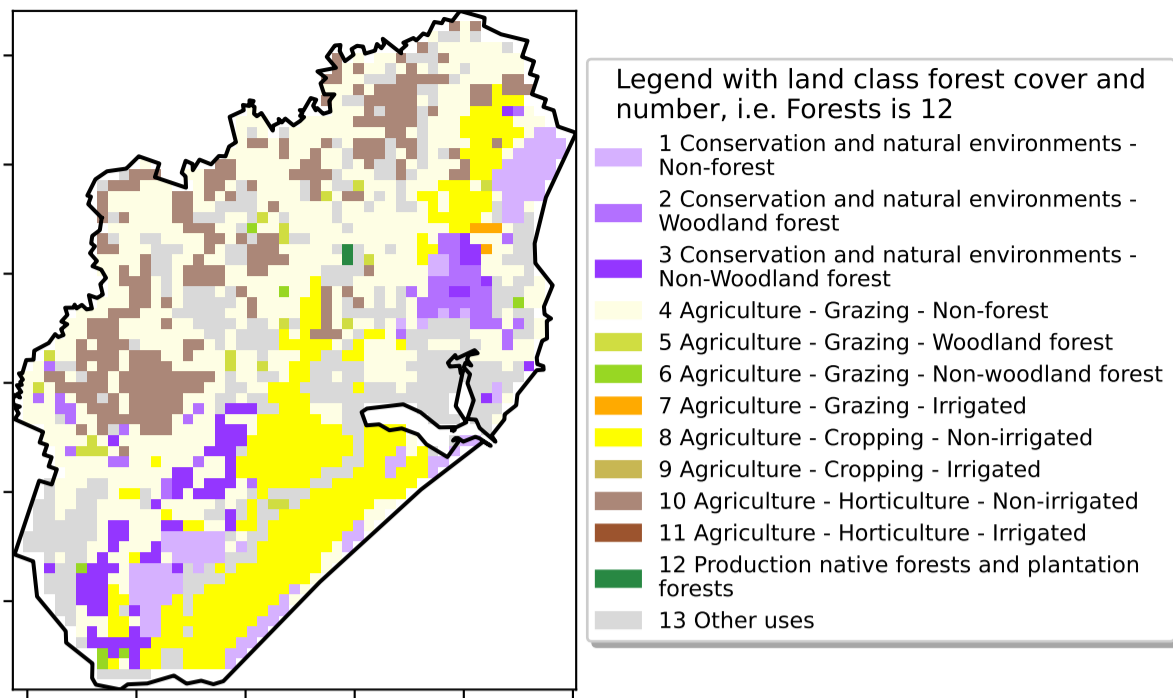 Legend with land class forest cover and
number, i.e. Forests is 12
1 Conservation and natural environments -
Non-forest
2 Conservation and natural environments -
Woodland forest
3 Conservation and natural environments -
Non-Woodland forest
4 Agriculture - Grazing - Non-forest
5 Agriculture - Grazing - Woodland forest
6 Agriculture - Grazing - Non-woodland forest
7 Agriculture - Grazing - Irrigated
8 Agriculture - Cropping - Non-irrigated
9 Agriculture - Cropping - Irrigated
10 Agriculture - Horticulture - Non-irrigated
11 Agriculture - Horticulture - Irrigated
12 Production native forests and plantation
forests
13 Other uses